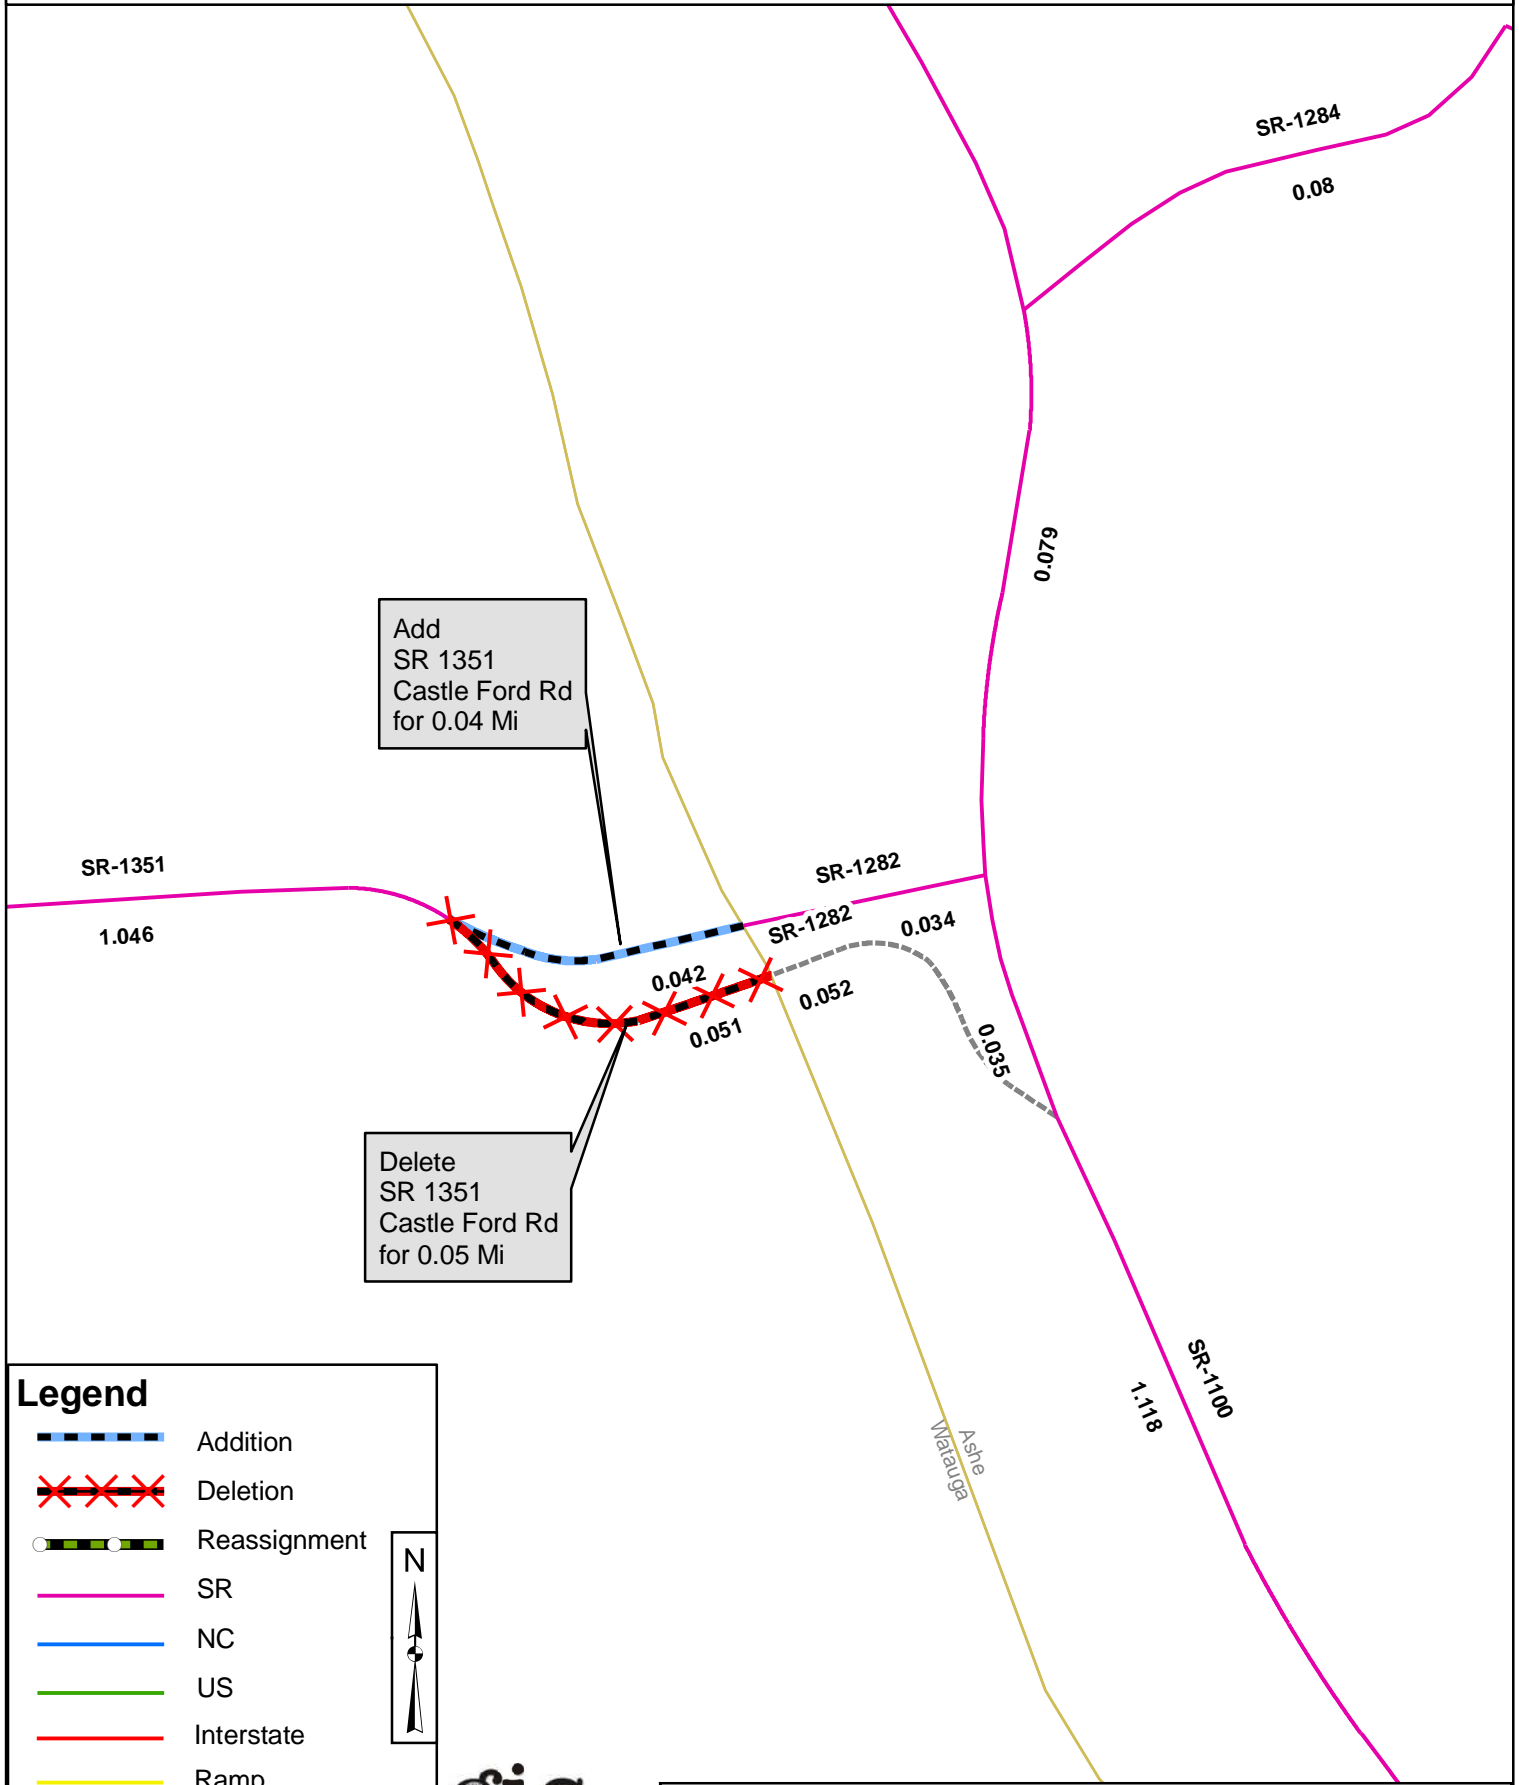 SR-1284
0.08
0.079
Add
SR 1351
Castle Ford Rd
for 0.04 Mi
SR-1351
1.046
SR-1282
SR-1282
0.034
0.042
0.052
0.051
0.035
Delete
SR 1351
Castle Ford Rd
for 0.05 Mi
SR-1100
1.118
Ashe
Watauga
Legend
Addition
Deletion
Reassignment
SR
NC
US
Interstate
Ramp
N